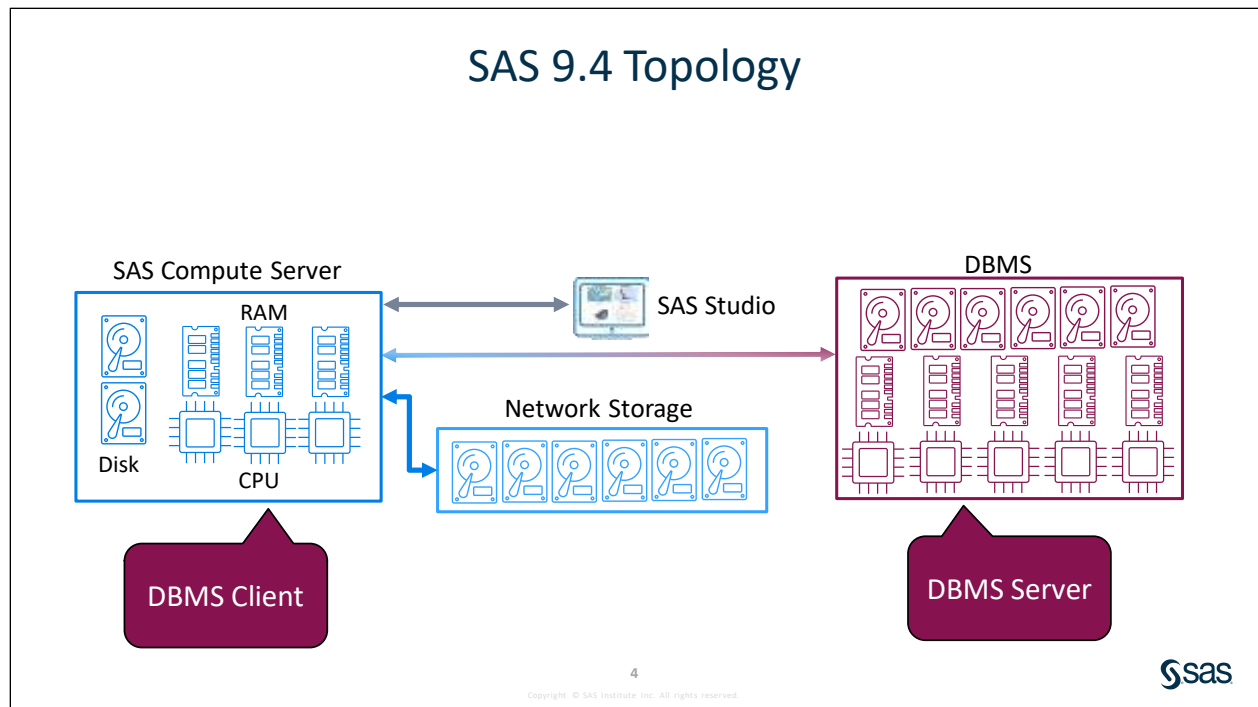 SAS 9.4 Topology
SAS Compute Server
RAM
Disk
CPU
SAS Studio
Network Storage
DBMS
DBMS Client
DBMS Server
4
Copyright © SAS Institute Inc. All rights reserved.
sas